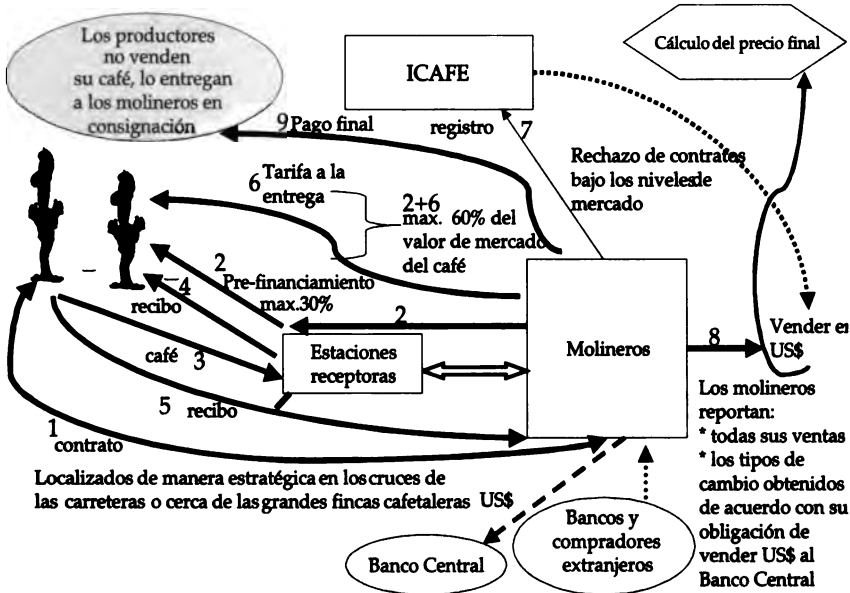 Los productores
no venden
su café, lo entregan
a los molineros en
consignación
ICAFE
Cálculo del precio final
9 Pago final
registro
7
Rechazo de contratos
bajo los niveles de
mercado
6 Tarifa a la
entrega
2+6
max. 60% del
valor de mercado
del café
2
Pre-financiamiento
max.30%
4
recibo
2
café 3
Estaciones
receptoras
Molineros
8
Vender en
US$
5 recibo
1
contrato
Los molineros
reportan:
* todas sus ventas
* los tipos de
cambio obtenidos
de acuerdo con su
obligación de
vender US$ al
Banco Central
Localizados de manera estratégica en los cruces de
las carreteras o cerca de las grandes fincas cafetaleras US$
Bancos y
compradores
extranjeros
Banco Central